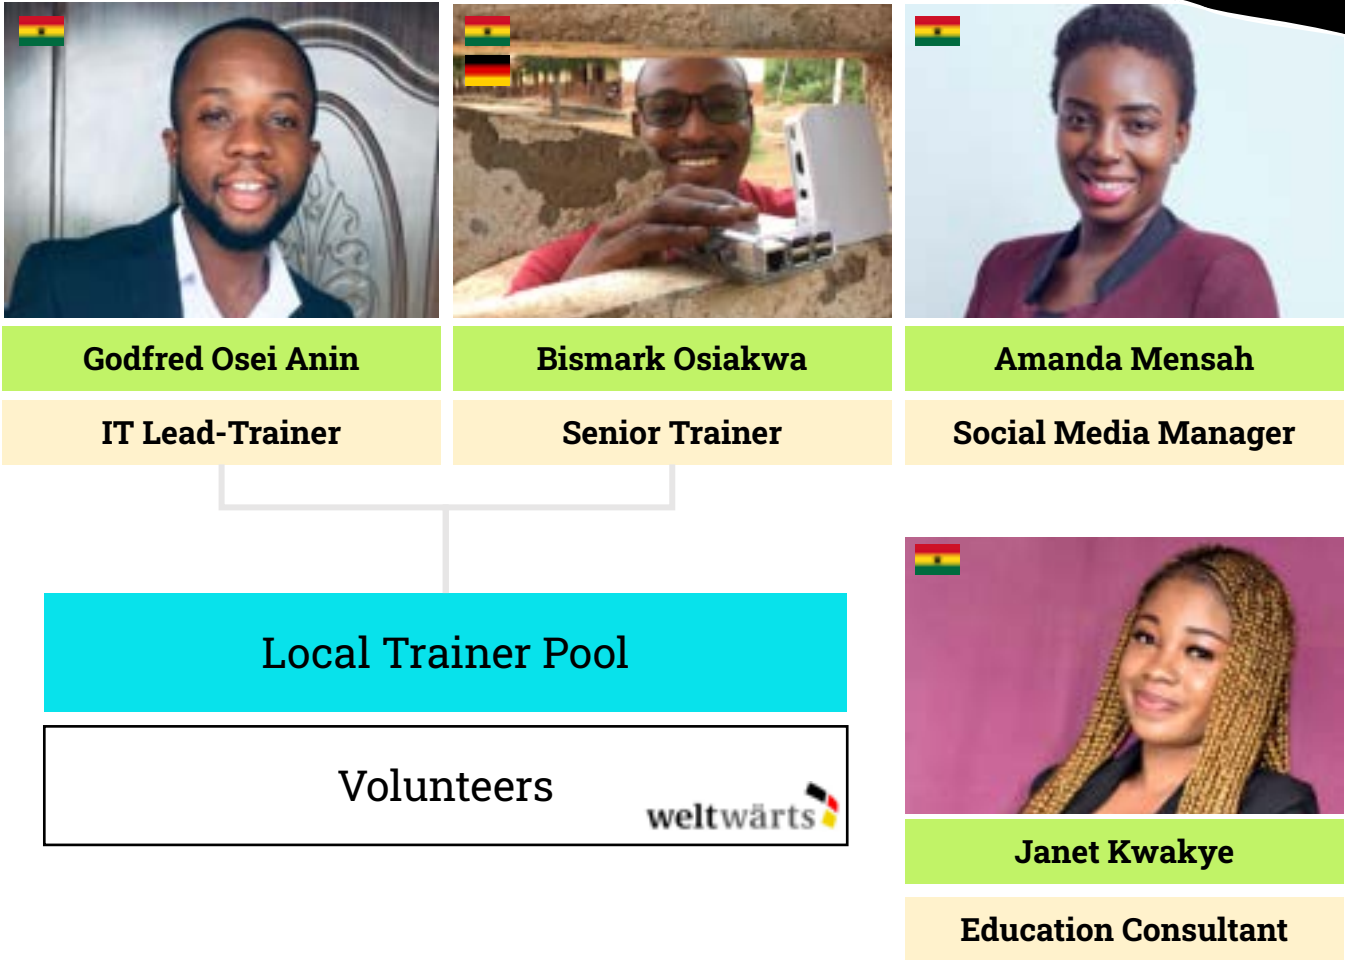 Godfred Osei Anin
IT Lead-Trainer
Bismark Osiakwa
Senior Trainer
Amanda Mensah
Social Media Manager
Local Trainer Pool
Volunteers
weltwärts
Janet Kwakye
Education Consultant